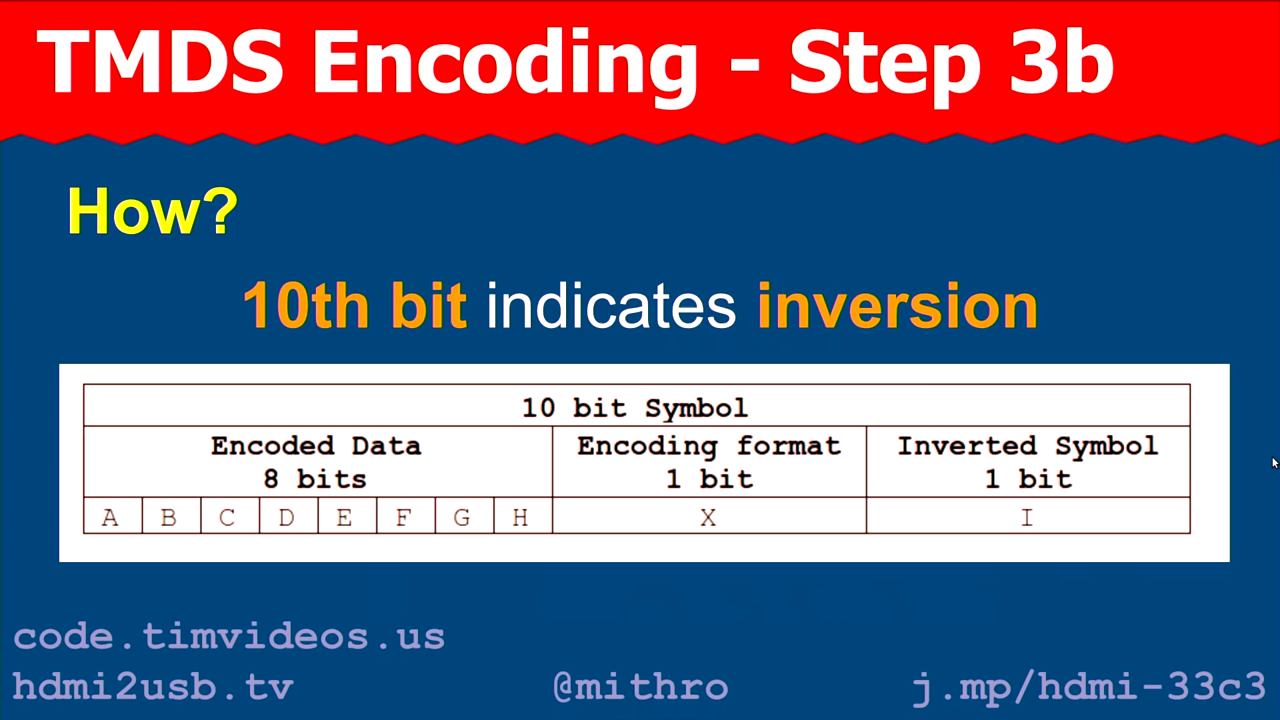 TMDS Encoding - Step 3b
How?
10th bit indicates inversion
10 bit Symbol
Encoded Data Encoding format Inverted Symbol
8 bits 1 bit 1 bit
A B C D E F G H X I
code.timvideos.us
hdmi2usb.tv @mithro j.mp/hdmi-33c3